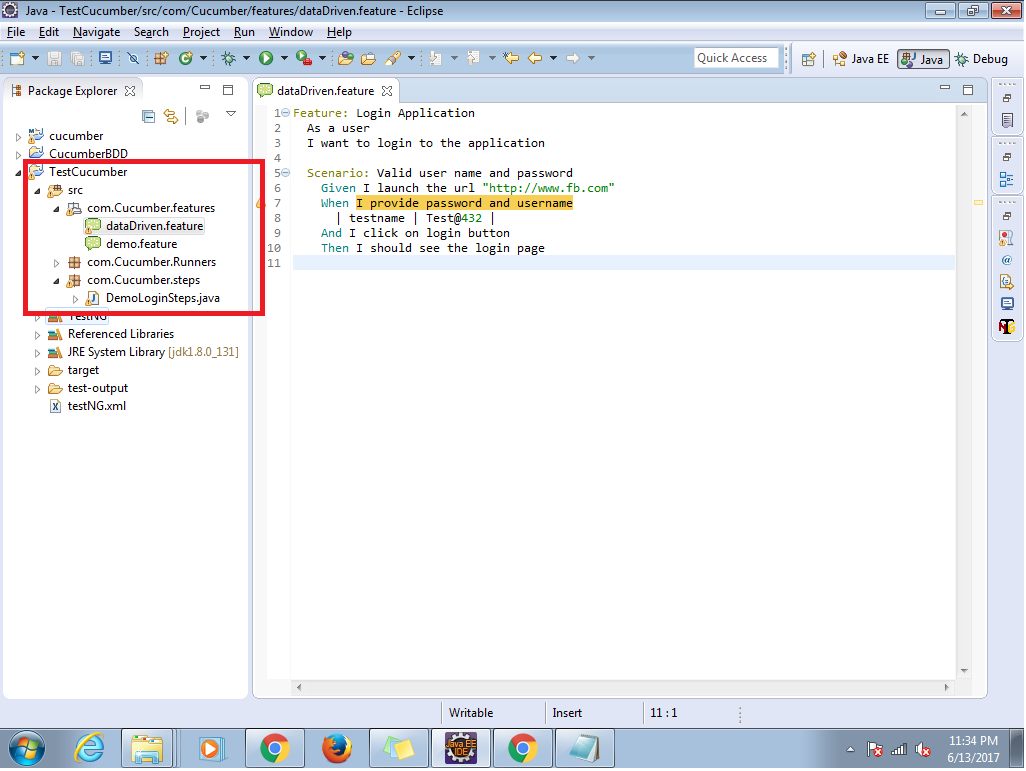 Java - TestCucumber/src/com/Cucumber/features/dataDriven.feature - Eclipse
File Edit Navigate Search Project Run Window Help
Quick Access Java EE Java Debug
Package Explorer
cucumber
CucumberBDD
TestCucumber
src
com.Cucumber.features
dataDriven.feature
demo.feature
com.Cucumber.Runners
com.Cucumber.steps
DemoLoginSteps.java
TestNG
Referenced Libraries
JRE System Library [jdk1.8.0_131]
target
test-output
testNG.xml
dataDriven.feature
1 Feature: Login Application
2 As a user
3 I want to login to the application
4
5 Scenario: Valid user name and password
6 Given I launch the url "http://www.fb.com"
7 When I provide password and username
8 | testname | Test@432 |
9 And I click on login button
10 Then I should see the login page
11
Writable Insert 11 : 1
Java EE
IDE
11:34 PM
6/13/2017